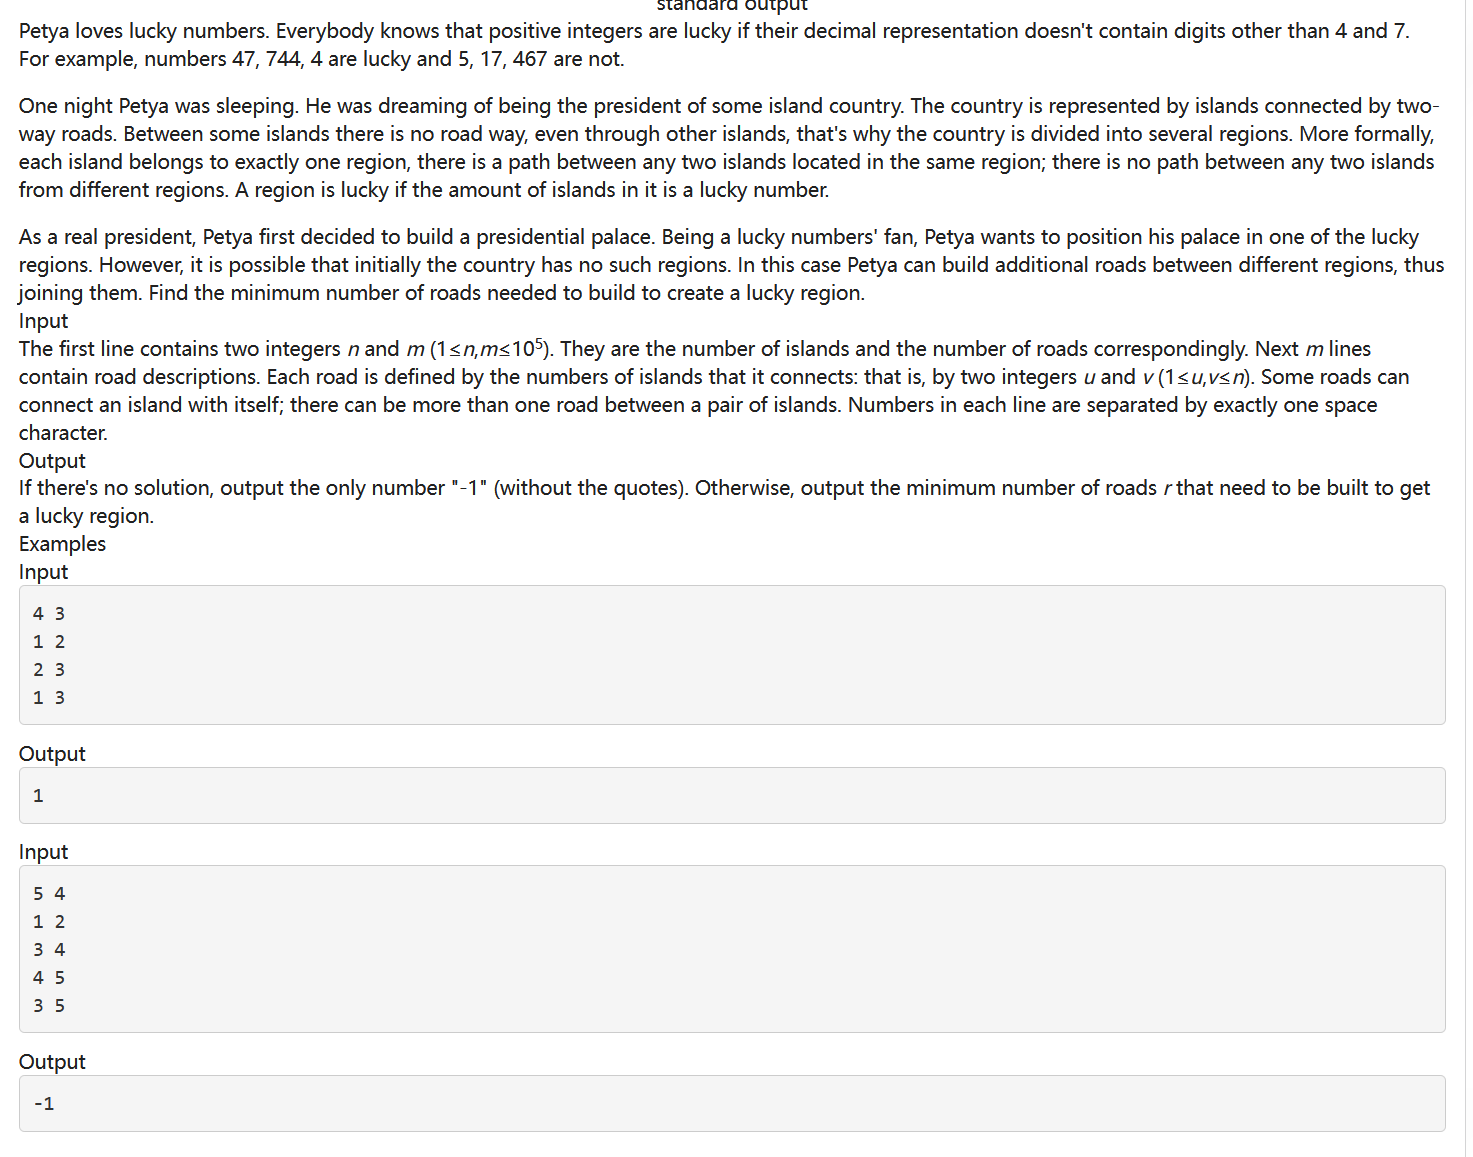 standard output
Petya loves lucky numbers. Everybody knows that positive integers are lucky if their decimal representation doesn't contain digits other than 4 and 7.
For example, numbers 47, 744, 4 are lucky and 5, 17, 467 are not.
One night Petya was sleeping. He was dreaming of being the president of some island country. The country is represented by islands connected by two-
way roads. Between some islands there is no road way, even through other islands, that's why the country is divided into several regions. More formally,
each island belongs to exactly one region, there is a path between any two islands located in the same region; there is no path between any two islands
from different regions. A region is lucky if the amount of islands in it is a lucky number.
As a real president, Petya first decided to build a presidential palace. Being a lucky numbers' fan, Petya wants to position his palace in one of the lucky
regions. However, it is possible that initially the country has no such regions. In this case Petya can build additional roads between different regions, thus
joining them. Find the minimum number of roads needed to build to create a lucky region.
Input
The first line contains two integers n and m (1≤n,m≤10⁵). They are the number of islands and the number of roads correspondingly. Next m lines
contain road descriptions. Each road is defined by the numbers of islands that it connects: that is, by two integers u and v (1≤u,v≤n). Some roads can
connect an island with itself; there can be more than one road between a pair of islands. Numbers in each line are separated by exactly one space
character.
Output
If there's no solution, output the only number "-1" (without the quotes). Otherwise, output the minimum number of roads r that need to be built to get
a lucky region.
Examples
Input
4 3
1 2
2 3
1 3
Output
1
Input
5 4
1 2
3 4
4 5
3 5
Output
-1